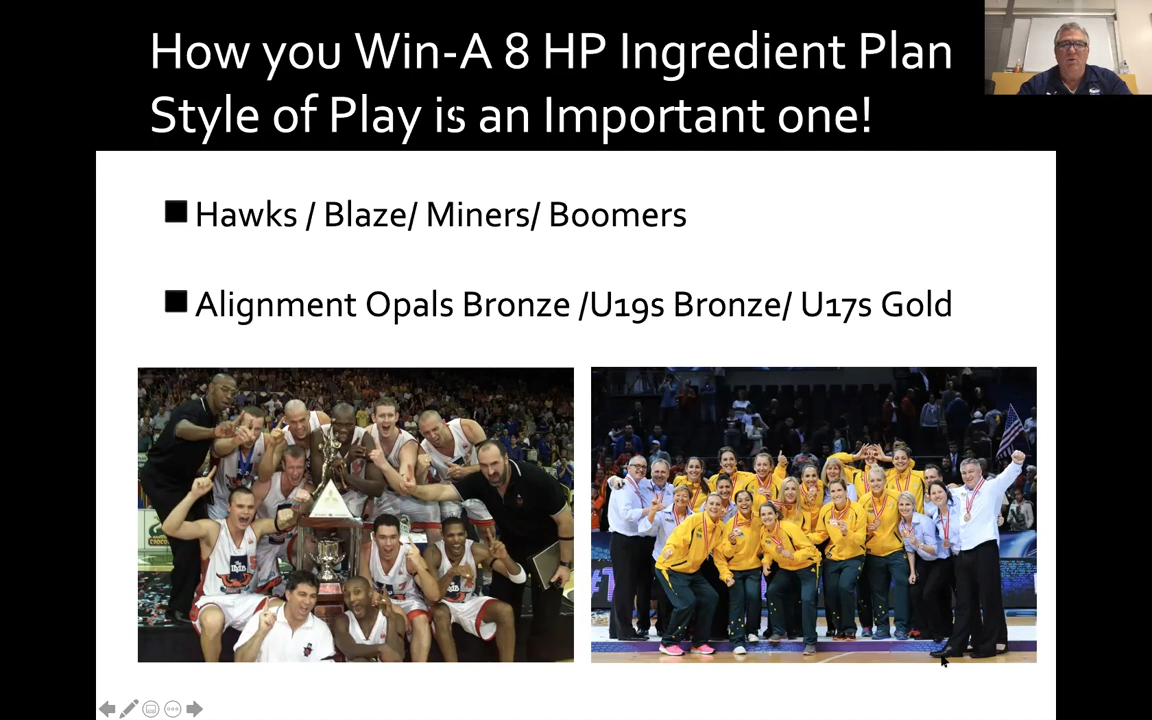 How you Win-A 8 HP Ingredient Plan
Style of Play is an Important one!
Hawks / Blaze/ Miners/ Boomers
Alignment Opals Bronze /U19s Bronze/ U17s Gold